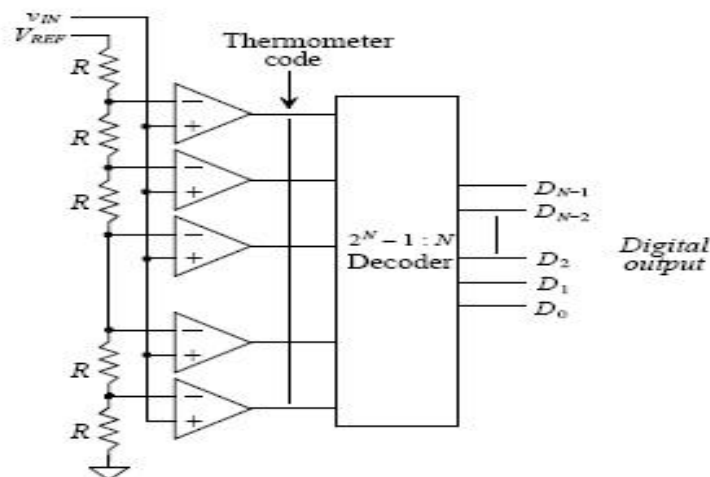 v_IN
V_REF
Thermometer
code
R
−
+
R
−
+
R
−
+
2^N − 1 : N
Decoder
D_N−1
D_N−2
D_2
D_1
D_0
Digital
output
−
+
R
−
+
R